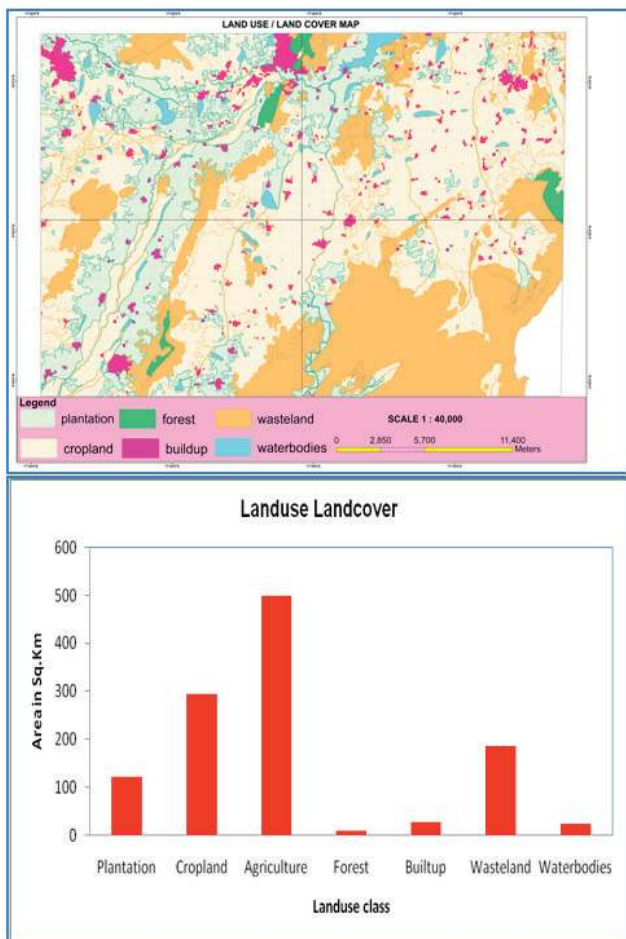 LAND USE / LAND COVER MAP
Legend
plantation forest wasteland SCALE 1 : 40,000
cropland buildup waterbodies 0 2,850 5,700 11,400
Meters
Landuse Landcover
600
500
400
300
200
100
0
Area in Sq.Km
Plantation Cropland Agriculture Forest Builtup Wasteland Waterbodies
Landuse class